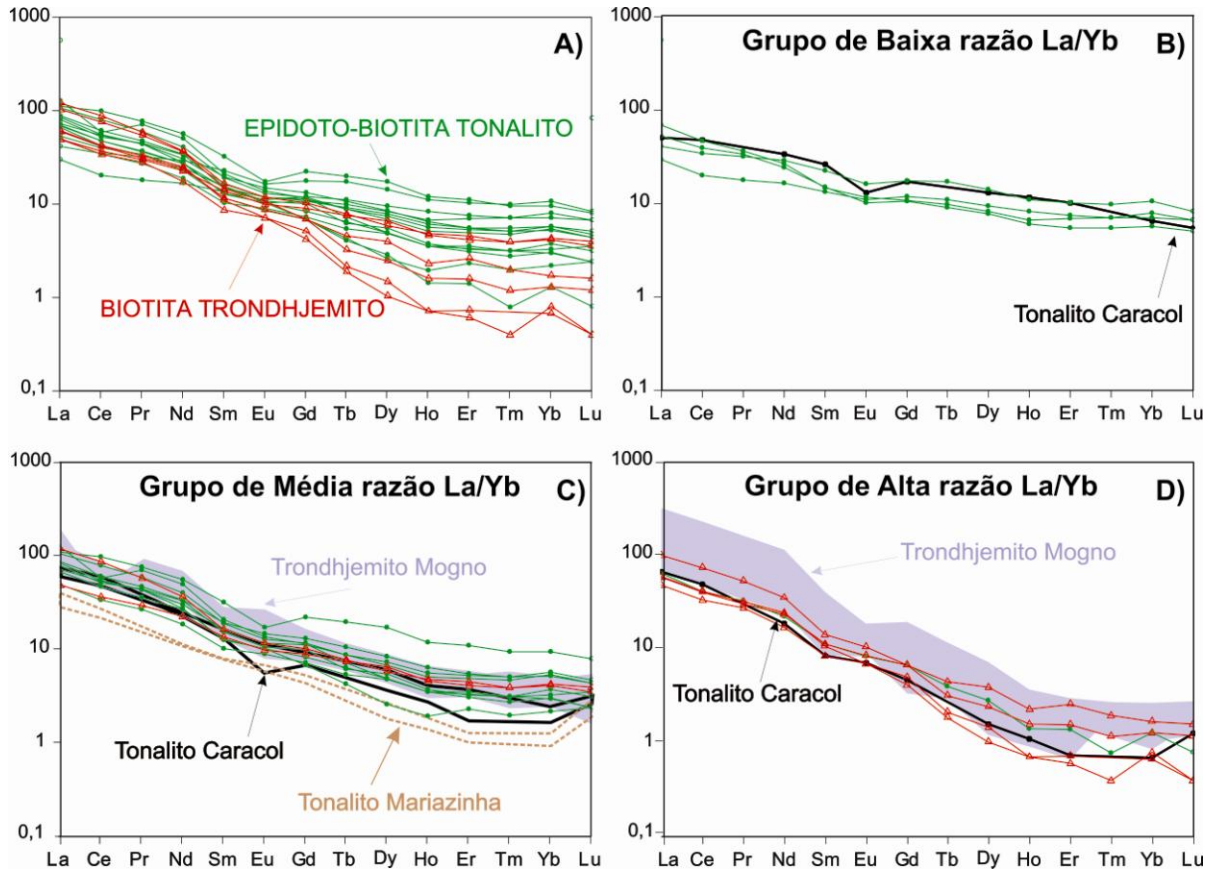 A)
1000
100
10
1
0,1
EPIDOTO-BIOTITA TONALITO
BIOTITA TRONDHJEMITO
La Ce Pr Nd Sm Eu Gd Tb Dy Ho Er Tm Yb Lu
Grupo de Baixa razão La/Yb B)
1000
100
10
1
0,1
Tonalito Caracol
La Ce Pr Nd Sm Eu Gd Tb Dy Ho Er Tm Yb Lu
Grupo de Média razão La/Yb C)
1000
100
10
1
0,1
Trondhjemito Mogno
Tonalito Caracol
Tonalito Mariazinha
La Ce Pr Nd Sm Eu Gd Tb Dy Ho Er Tm Yb Lu
Grupo de Alta razão La/Yb D)
1000
100
10
1
0,1
Trondhjemito Mogno
Tonalito Caracol
La Ce Pr Nd Sm Eu Gd Tb Dy Ho Er Tm Yb Lu